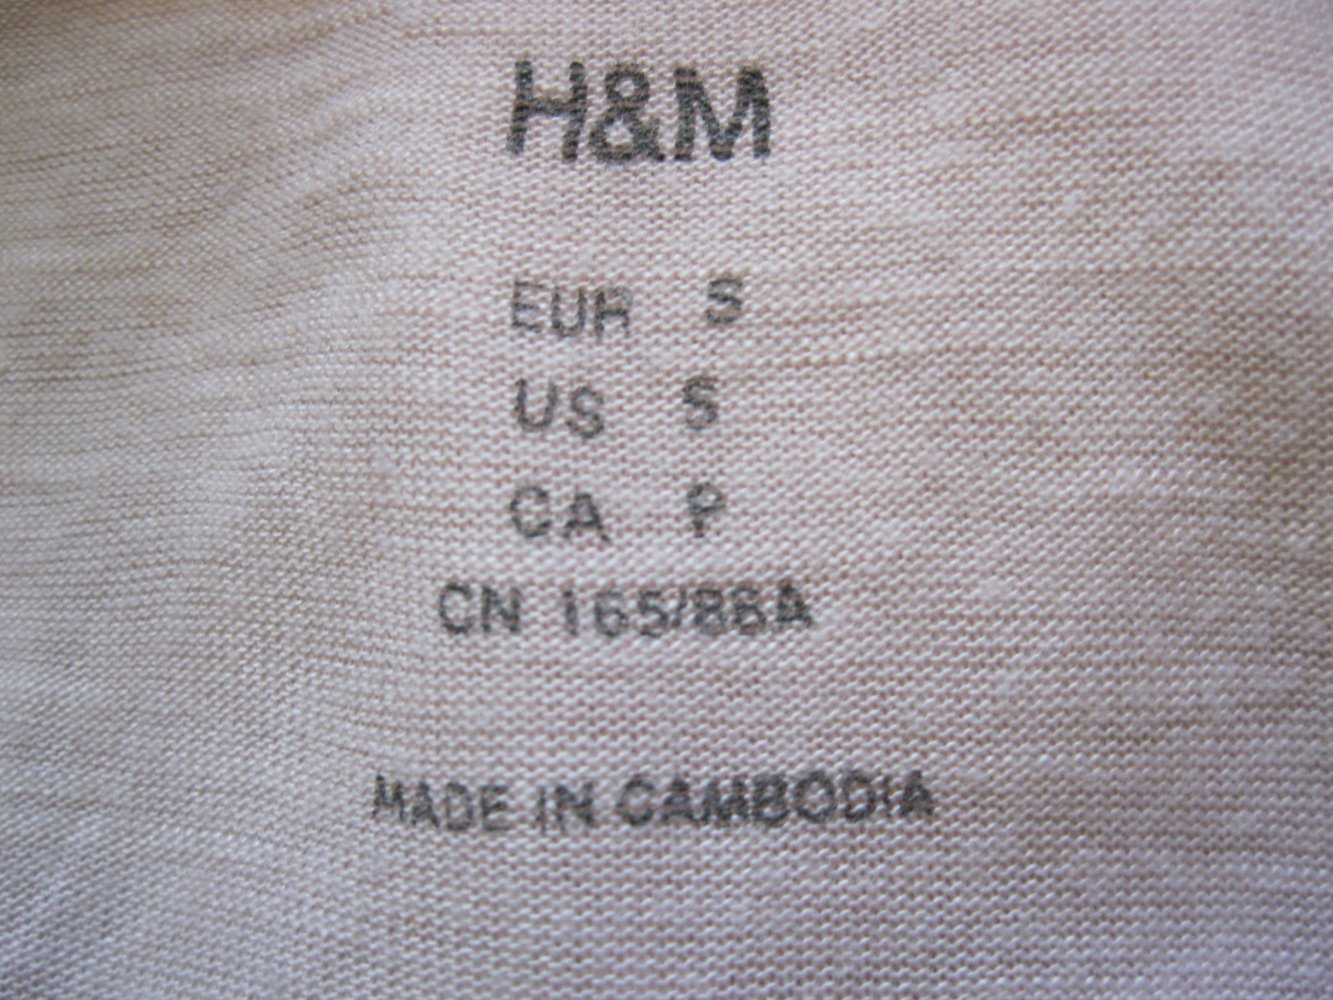 H&M
EUR S
US S
CA P
CN 165/88A
MADE IN CAMBODIA